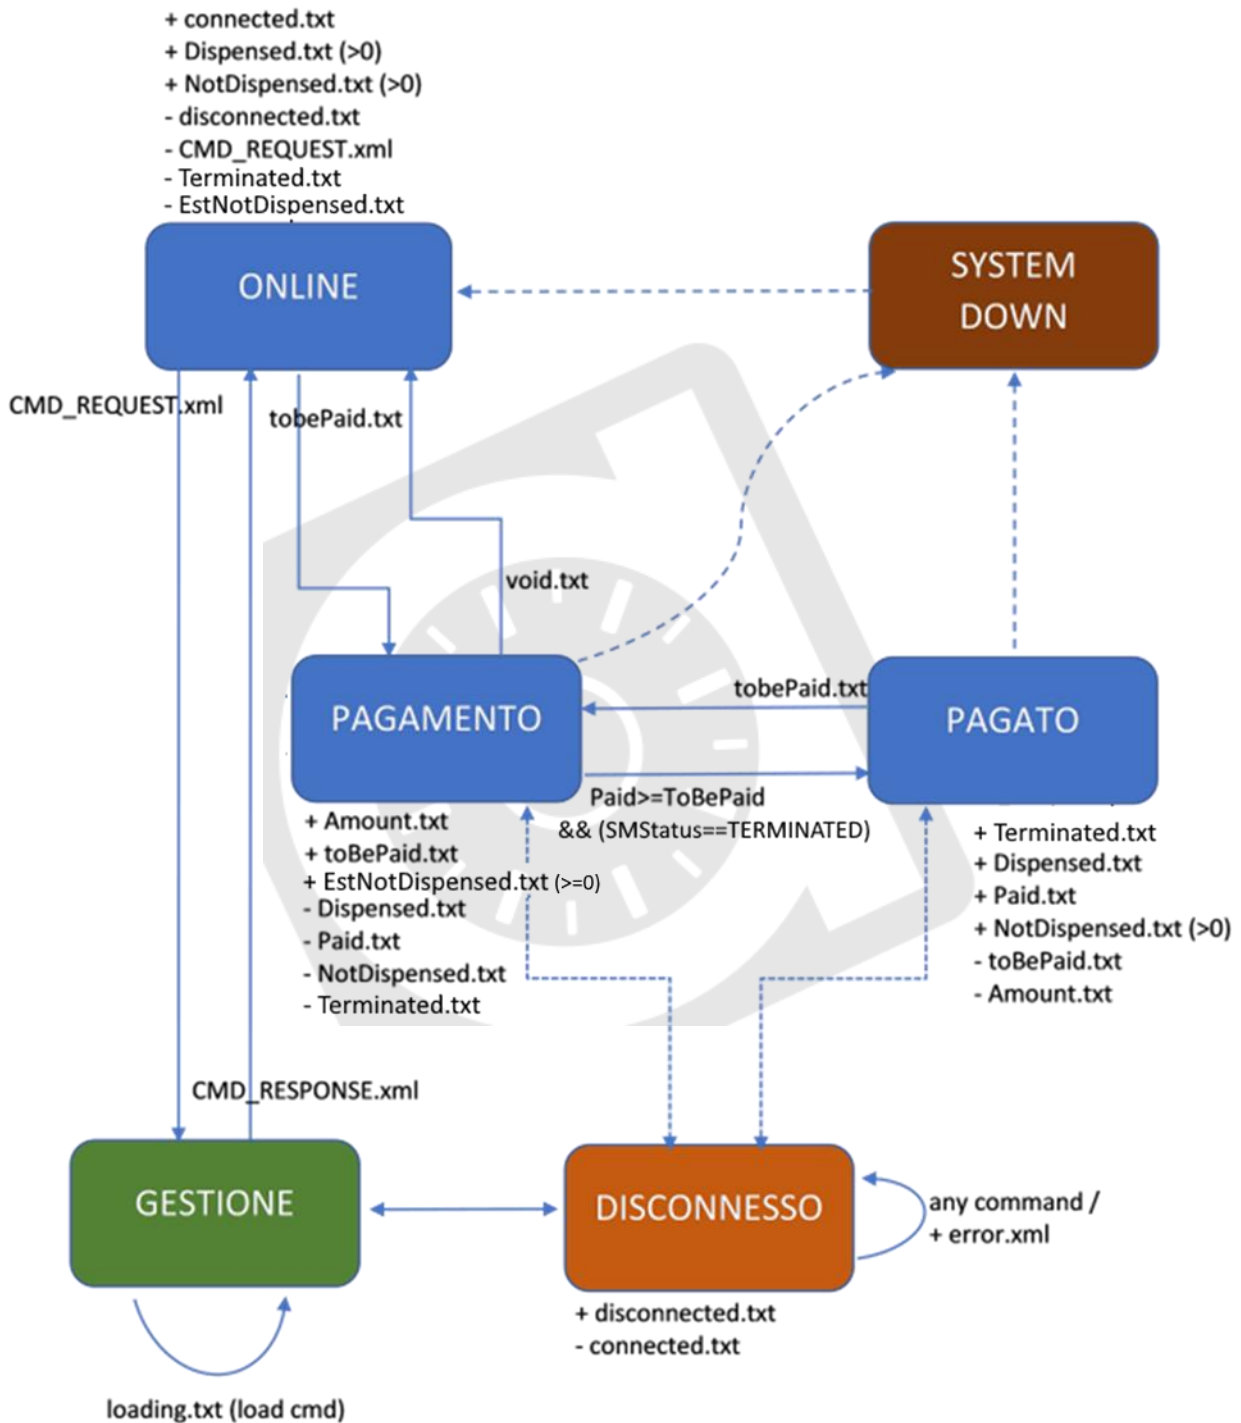 + connected.txt
+ Dispensed.txt (>0)
+ NotDispensed.txt (>0)
- disconnected.txt
- CMD_REQUEST.xml
- Terminated.txt
- EstNotDispensed.txt
ONLINE
SYSTEM
DOWN
CMD_REQUEST.xml
tobePaid.txt
void.txt
PAGAMENTO
tobePaid.txt
PAGATO
Paid>=ToBePaid
&& (SMStatus==TERMINATED)
+ Amount.txt
+ toBePaid.txt
+ EstNotDispensed.txt (>=0)
- Dispensed.txt
- Paid.txt
- NotDispensed.txt
- Terminated.txt
+ Terminated.txt
+ Dispensed.txt
+ Paid.txt
+ NotDispensed.txt (>0)
- toBePaid.txt
- Amount.txt
CMD_RESPONSE.xml
GESTIONE
DISCONNESSO
any command /
+ error.xml
+ disconnected.txt
- connected.txt
loading.txt (load cmd)